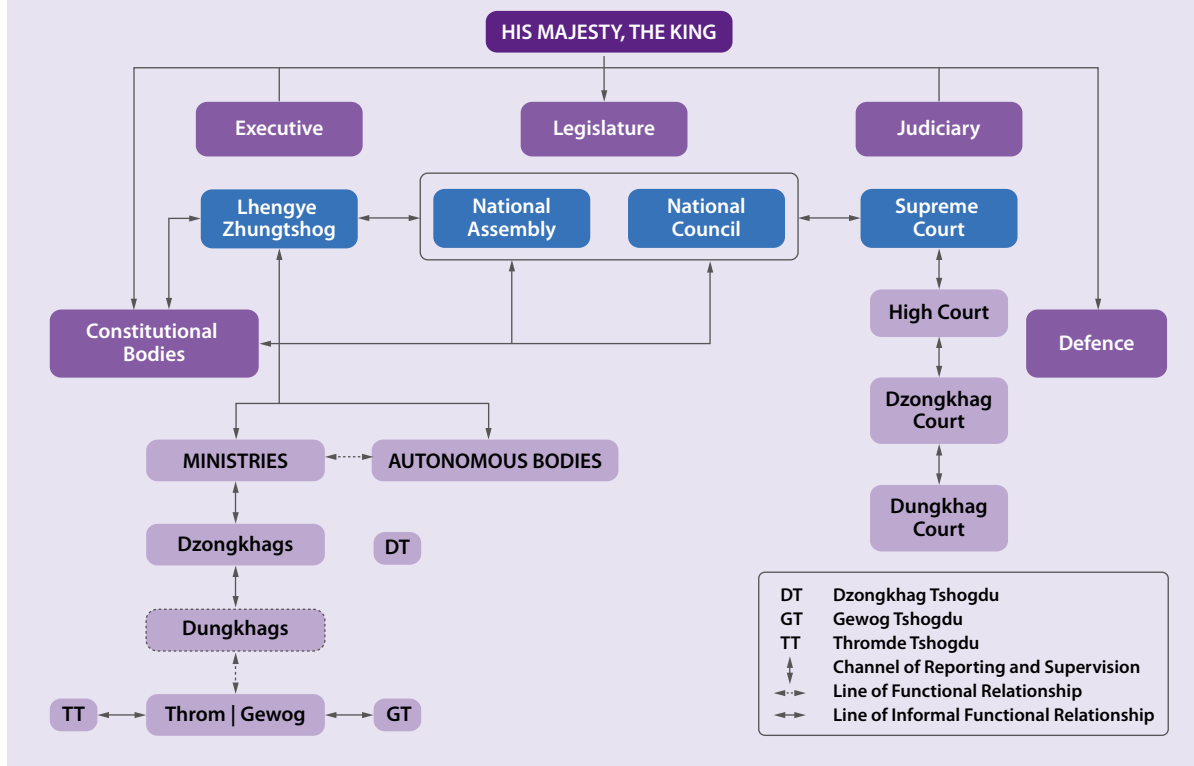 HIS MAJESTY, THE KING
Executive
Legislature
Judiciary
Lhengye
Zhungtshog
National
Assembly
National
Council
Supreme
Court
Constitutional
Bodies
High Court
Defence
Dzongkhag
Court
MINISTRIES
AUTONOMOUS BODIES
Dungkhag
Court
Dzongkhags
DT
Dungkhags
TT
Throm | Gewog
GT
DT Dzongkhag Tshogdu
GT Gewog Tshogdu
TT Thromde Tshogdu
Channel of Reporting and Supervision
Line of Functional Relationship
Line of Informal Functional Relationship